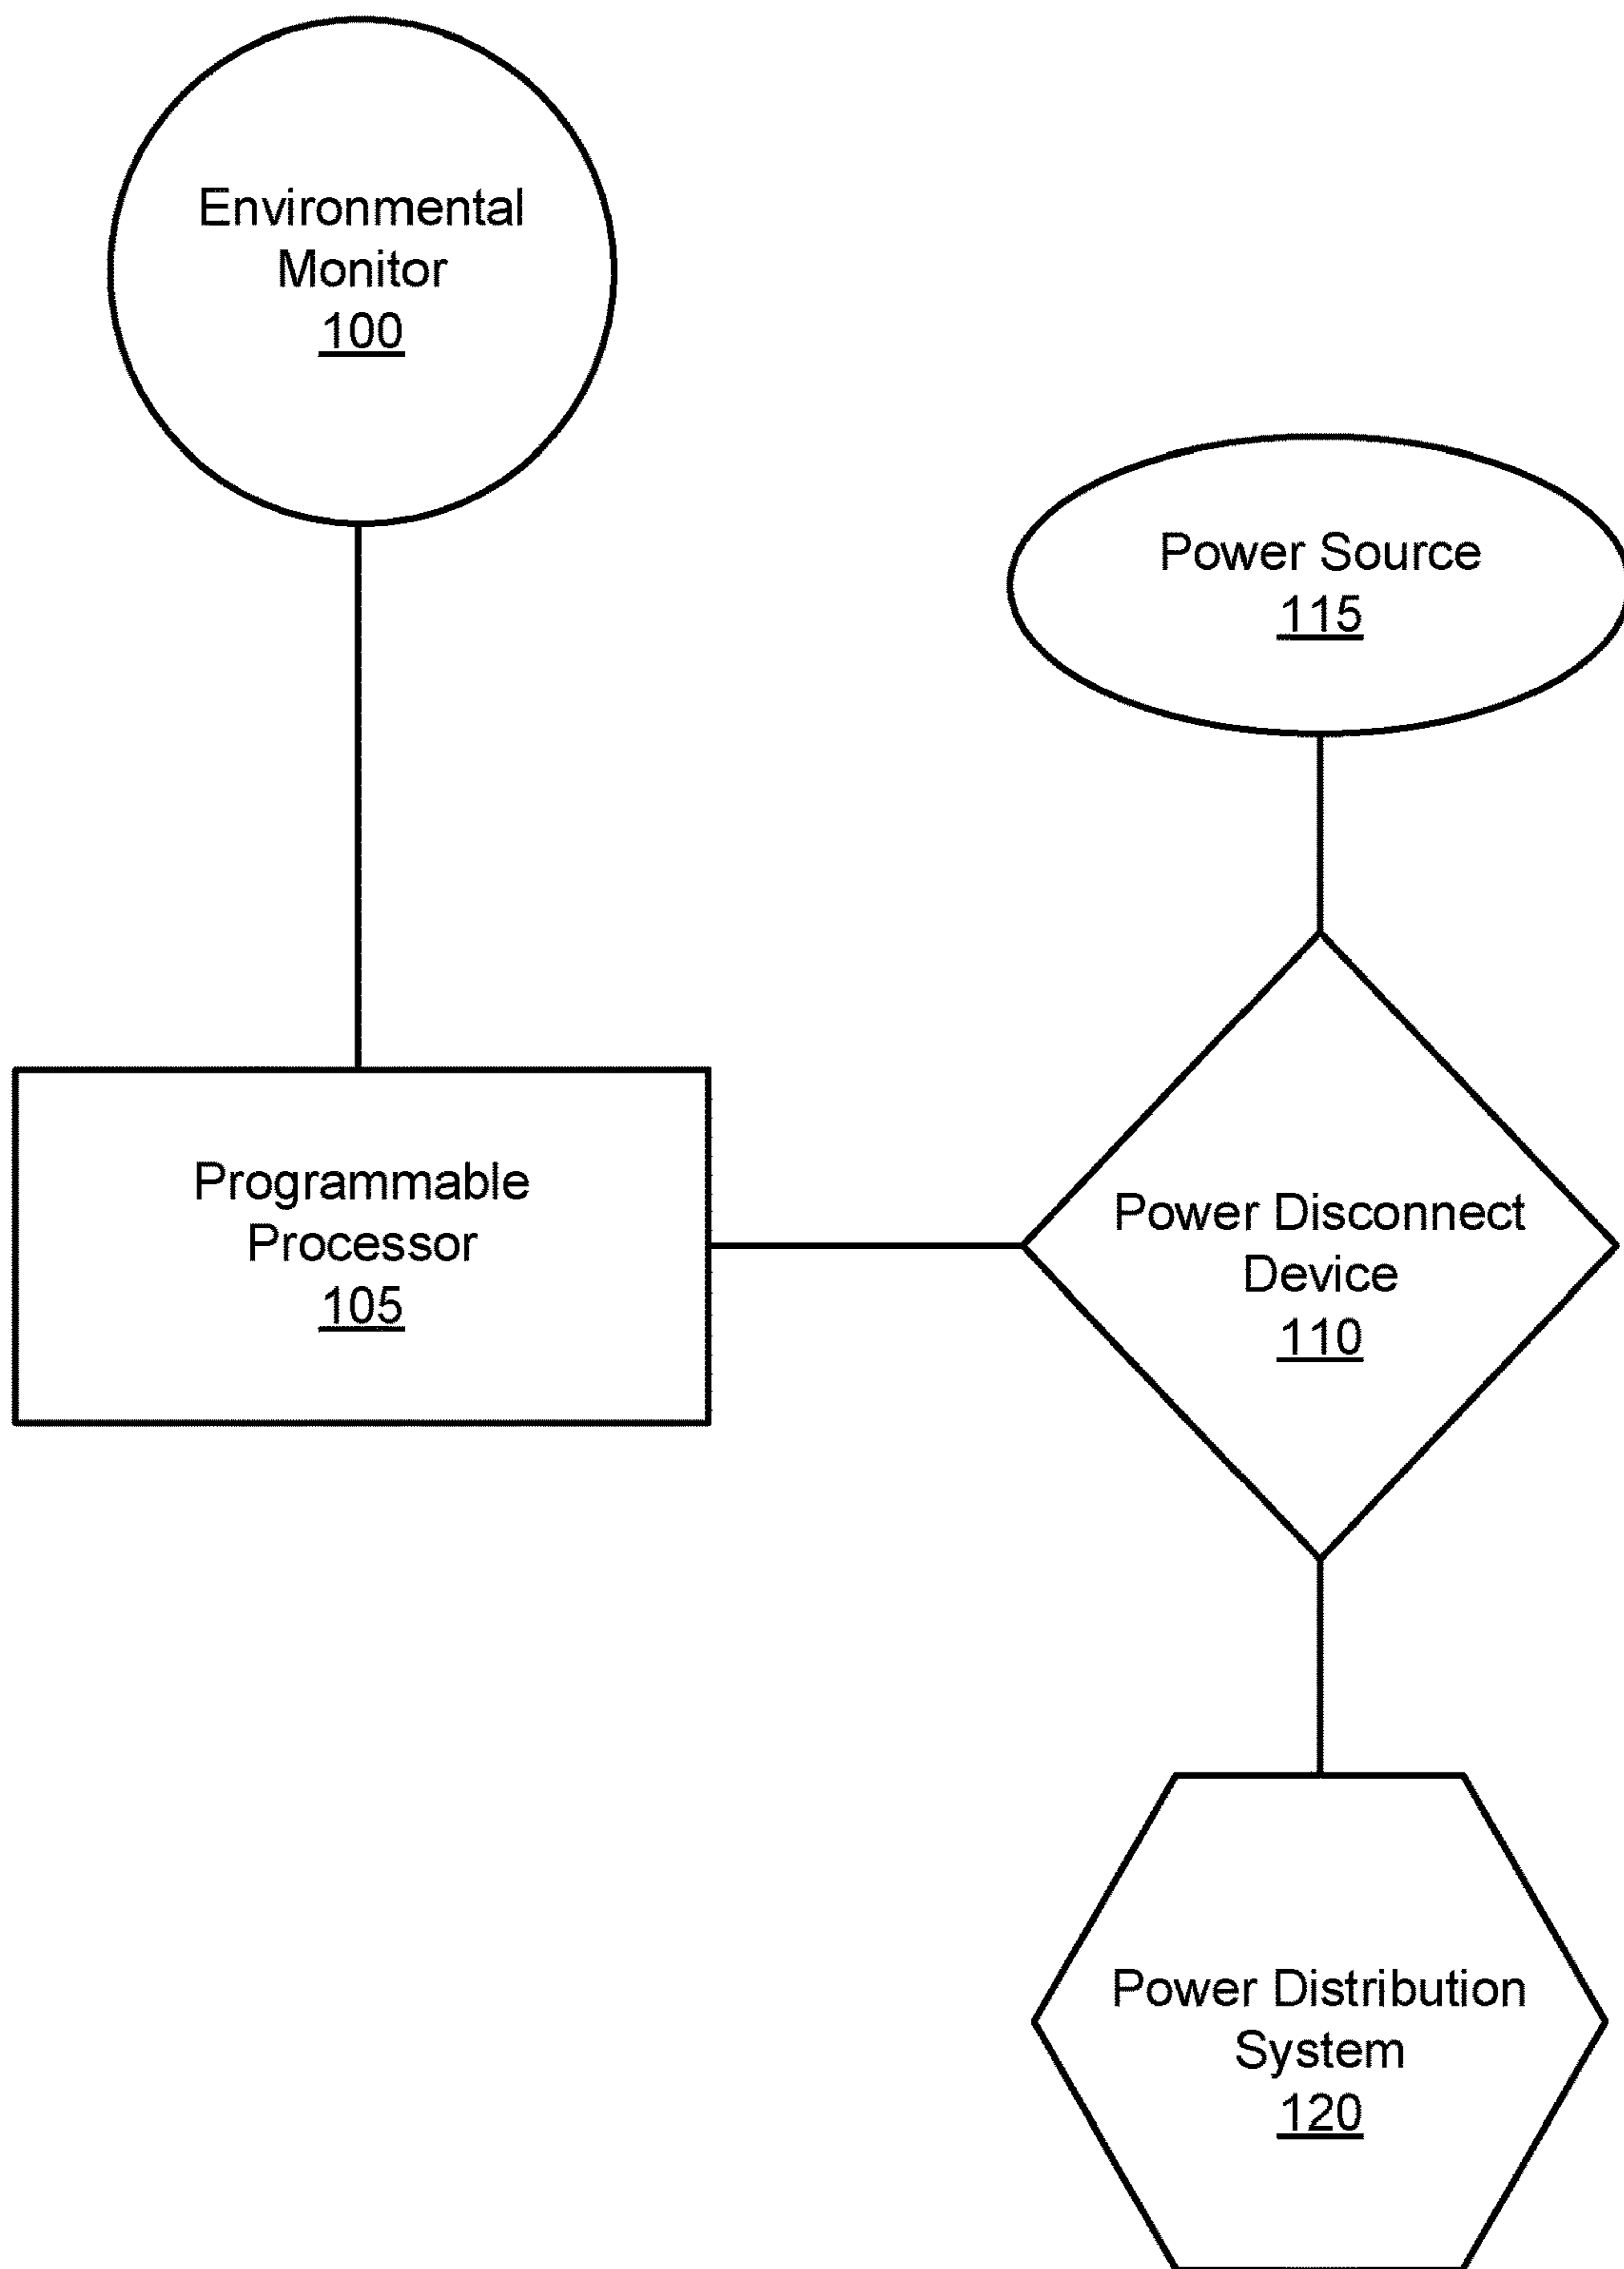 Environmental
Monitor
100
Power Source
115
Programmable
Processor
105
Power Disconnect
Device
110
Power Distribution
System
120